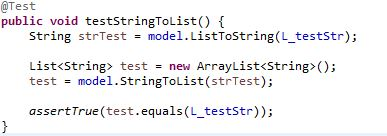 @Test
public void testStringToList() {
    String strTest = model.ListToString(L_testStr);

    List<String> test = new ArrayList<String>();
    test = model.StringToList(strTest);

    assertTrue(test.equals(L_testStr));
}